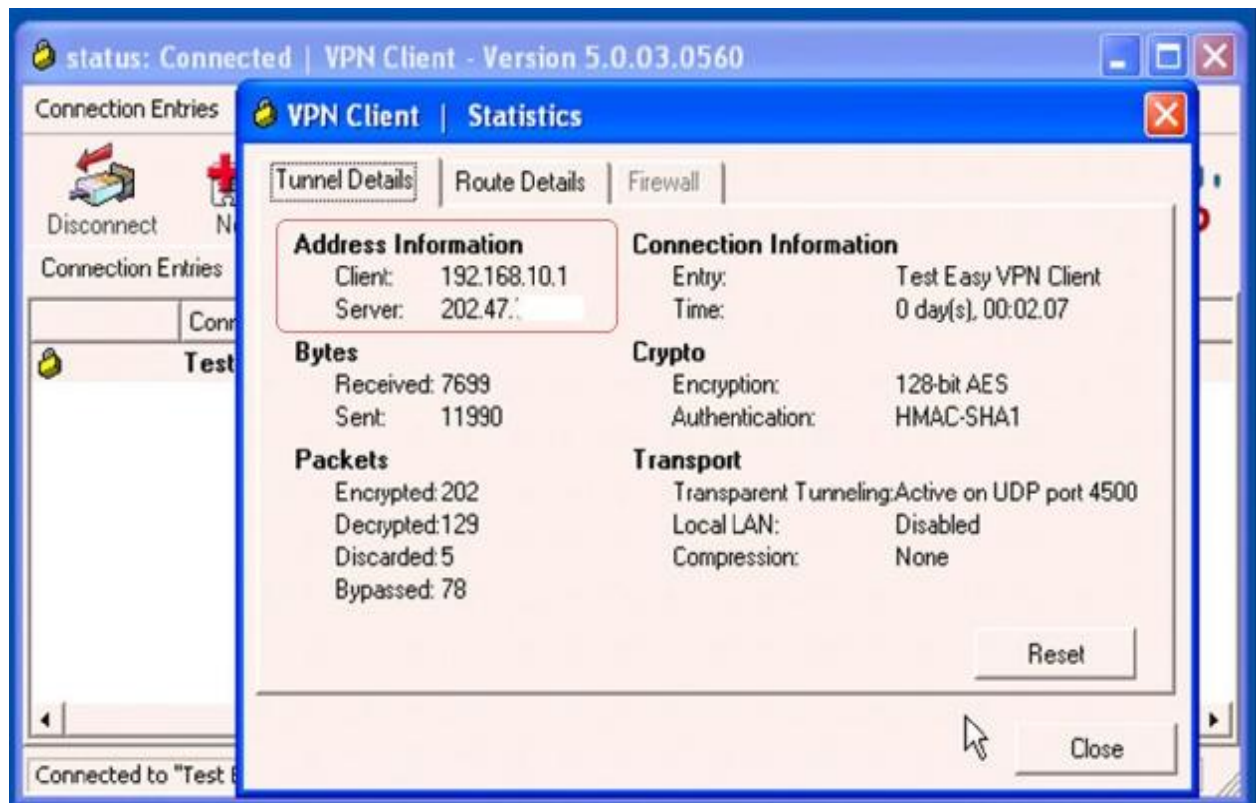 status: Connected | VPN Client - Version 5.0.03.0560
Connection Entries
VPN Client | Statistics
Disconnect
Tunnel Details Route Details Firewall
Connection Entries
Address Information
Client: 192.168.10.1
Server: 202.47.
Connection Information
Entry: Test Easy VPN Client
Time: 0 day(s), 00:02.07
Test
Bytes
Received: 7699
Sent: 11990
Crypto
Encryption: 128-bit AES
Authentication: HMAC-SHA1
Packets
Encrypted: 202
Decrypted: 129
Discarded: 5
Bypassed: 78
Transport
Transparent Tunneling: Active on UDP port 4500
Local LAN: Disabled
Compression: None
Reset
Close
Connected to "Test